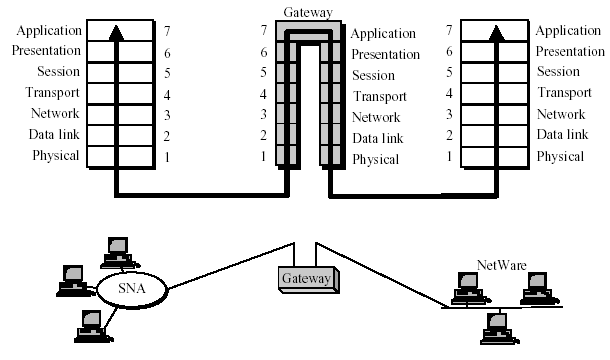 Gateway
Application 7
Presentation 6
Session 5
Transport 4
Network 3
Data link 2
Physical 1
7 Application
6 Presentation
5 Session
4 Transport
3 Network
2 Data link
1 Physical
7 Application
6 Presentation
5 Session
4 Transport
3 Network
2 Data link
1 Physical
SNA
Gateway
NetWare